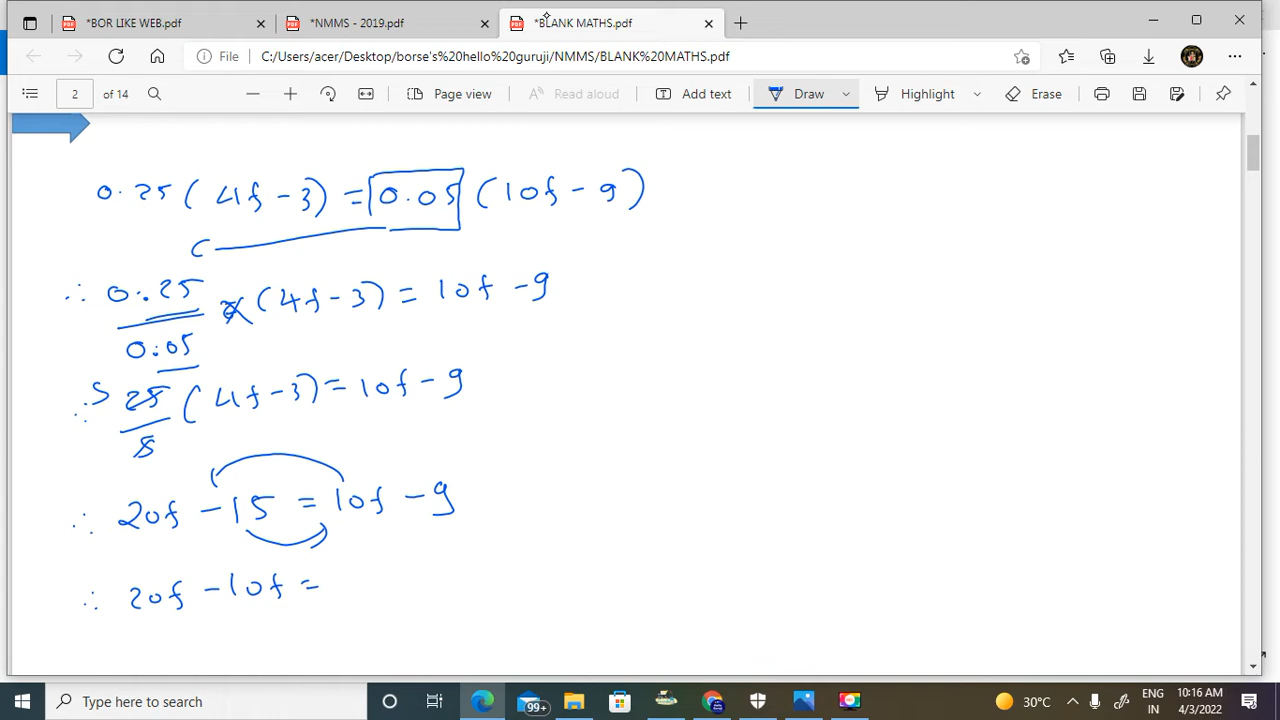 *BOR LIKE WEB.pdf
*NMMS - 2019.pdf
*BLANK MATHS.pdf
File
C:/Users/acer/Desktop/borse's%20hello%20guruji/NMMS/BLANK%20MATHS.pdf
2 of 14
Page view
Read aloud
Add text
Draw
Highlight
Erase
0.25 (4f - 3) = 0.05 (10f - 9)
∴ 0.25 × (4f - 3) = 10f - 9
0.05
∴ 5 25 (4f - 3) = 10f - 9
5
∴ 20f - 15 = 10f - 9
∴ 20f - 10f =
Type here to search
99+
30°C
ENG
IN
10:16 AM
4/3/2022